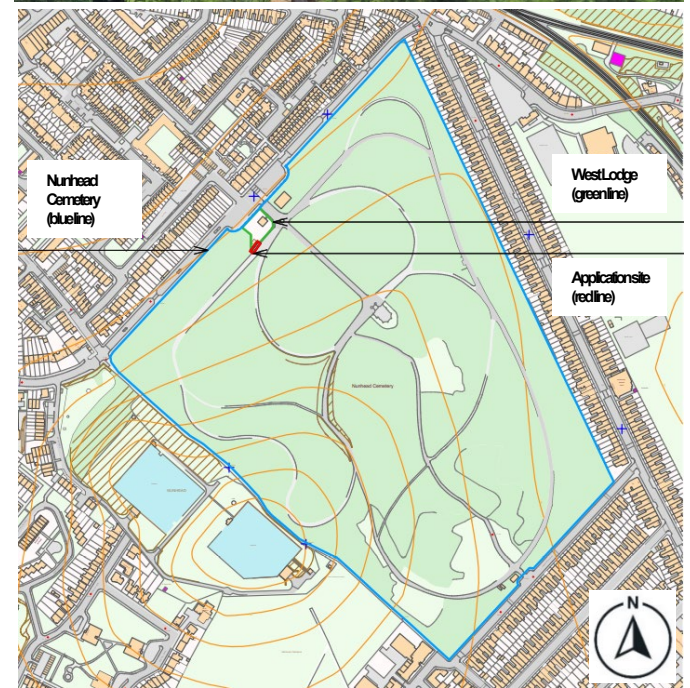 Nunhead
Cemetery
(blueline)
WestLodge
(greenline)
Applicationsite
(redline)
Nunhead Cemetery
N